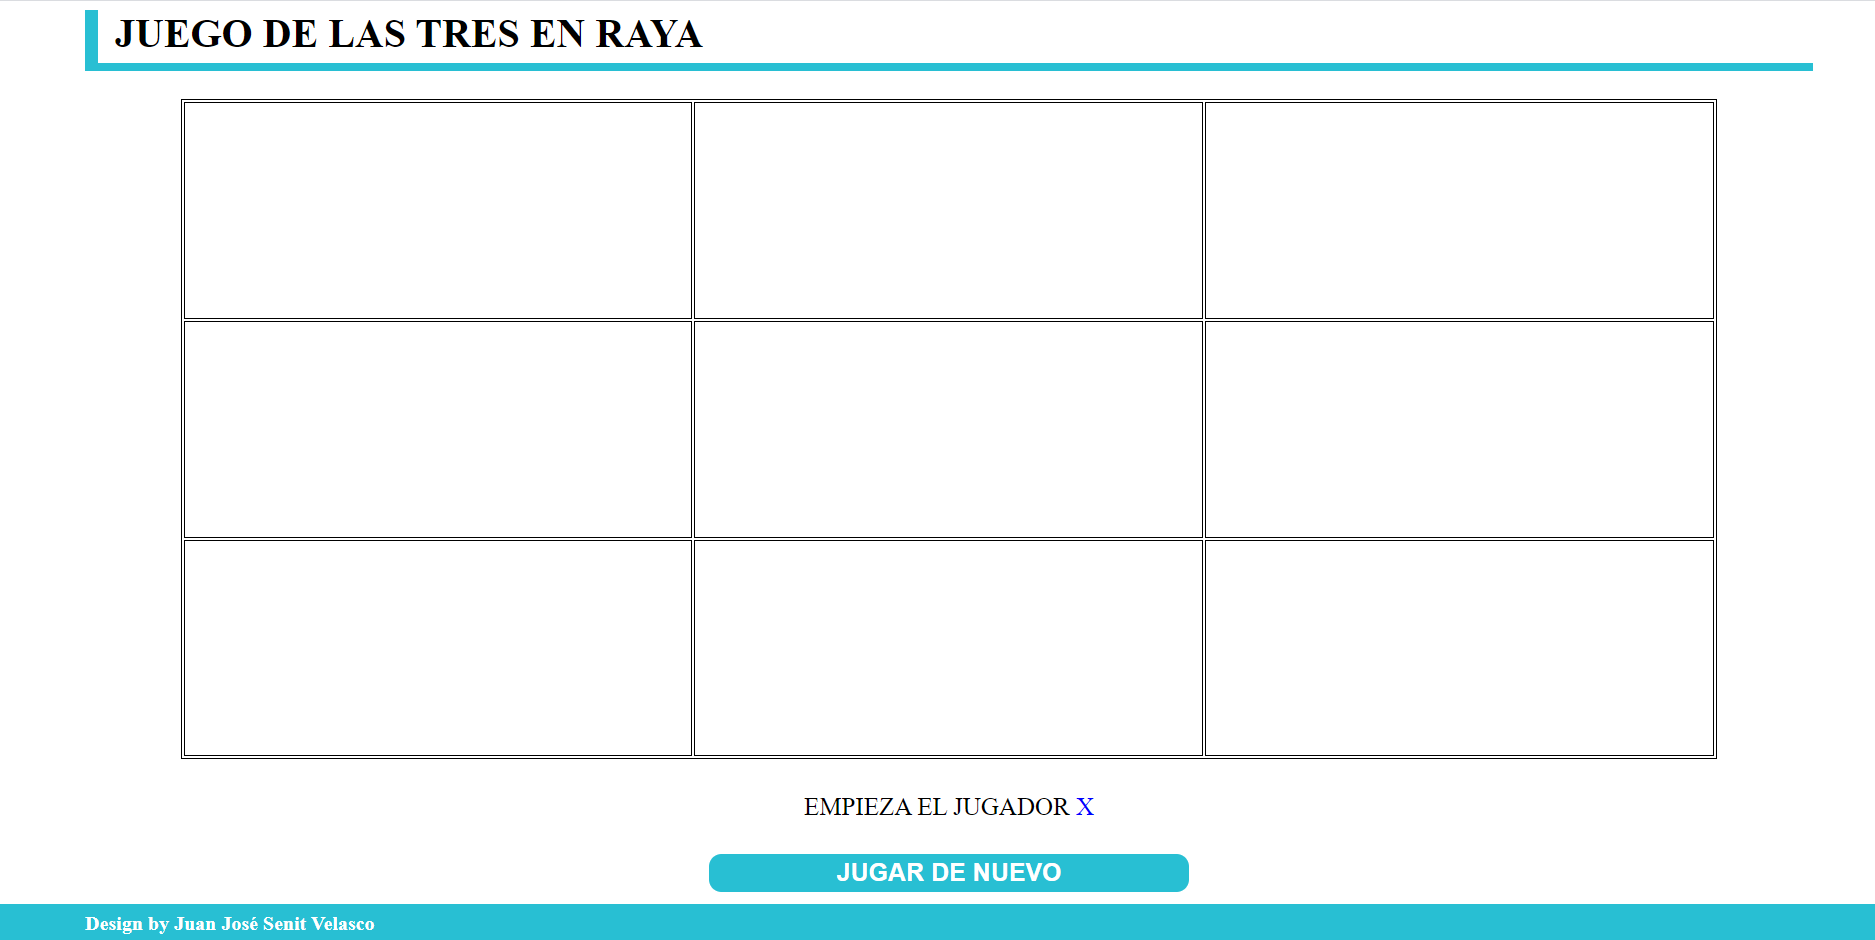 JUEGO DE LAS TRES EN RAYA
EMPIEZA EL JUGADOR X
JUGAR DE NUEVO
Design by Juan José Senit Velasco